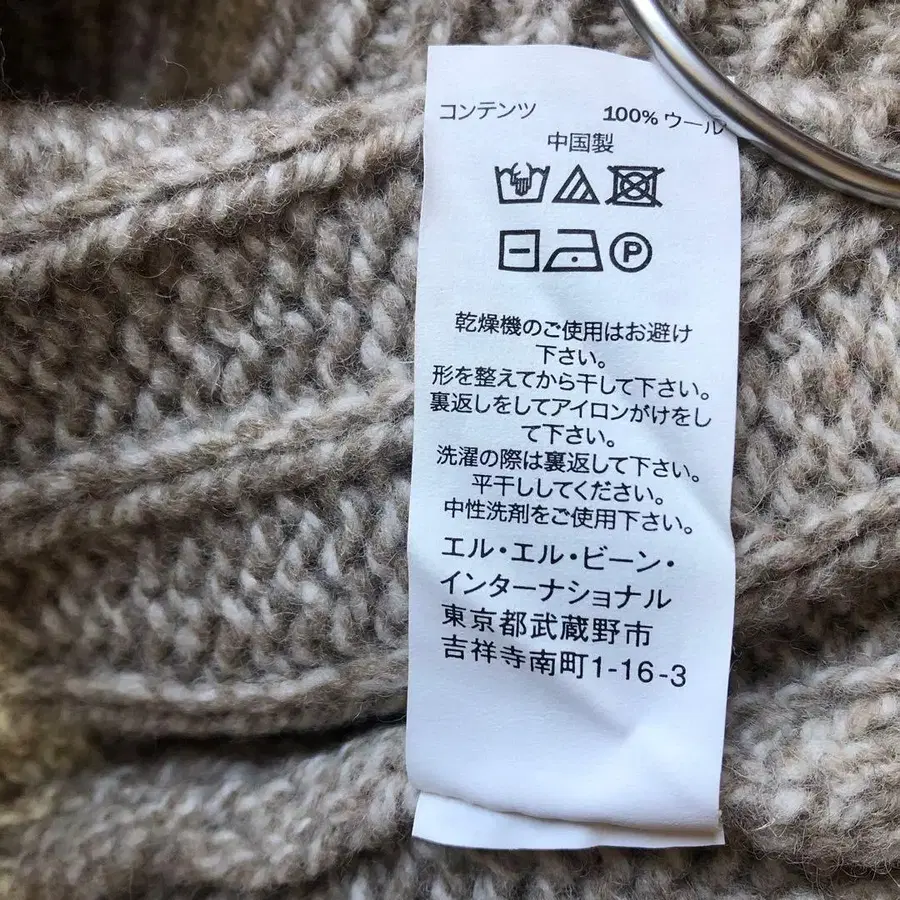 コンテンツ 100% ウール
中国製
P
乾燥機のご使用はお避け
下さい。
形を整えてから干して下さい。
裏返しをしてアイロンがけをし
て下さい。
洗濯の際は裏返して下さい。
平干ししてください。
中性洗剤をご使用下さい。
エル・エル・ビーン・
インターナショナル
東京都武蔵野市
吉祥寺南町1-16-3